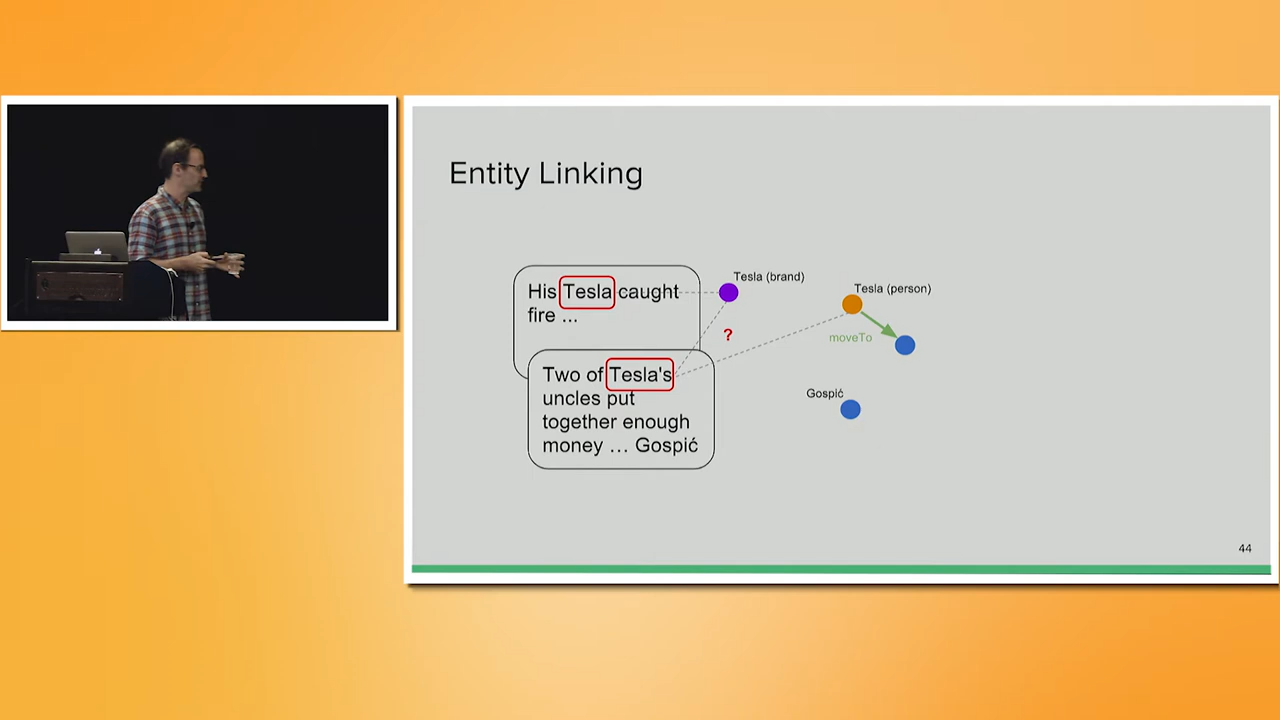 Entity Linking
His Tesla caught
fire ...
Tesla (brand)
Tesla (person)
?
moveTo
Two of Tesla's
uncles put
together enough
money … Gospić
Gospić
44